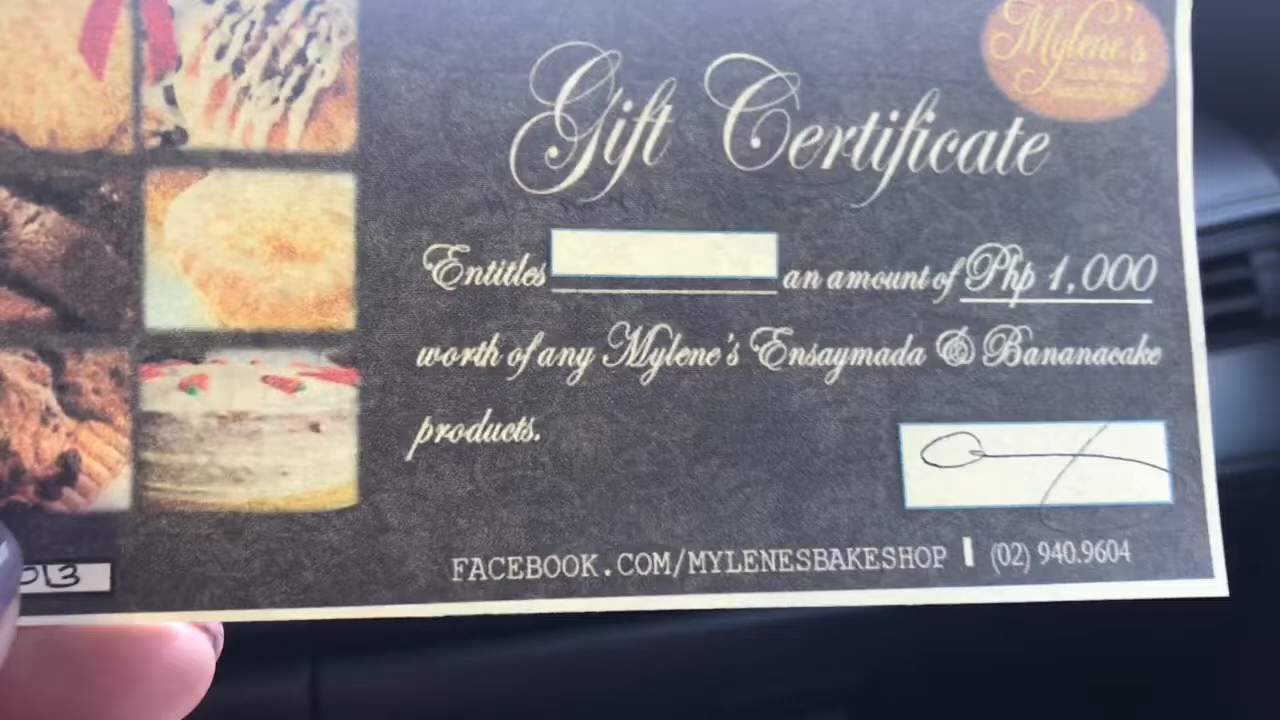 Mylene's
Gift Certificate
Entitles an amount of Php 1,000
worth of any Mylene's Ensaymada & Bananacake
products.
FACEBOOK.COM/MYLENESBAKESHOP | (02) 940.9604
013